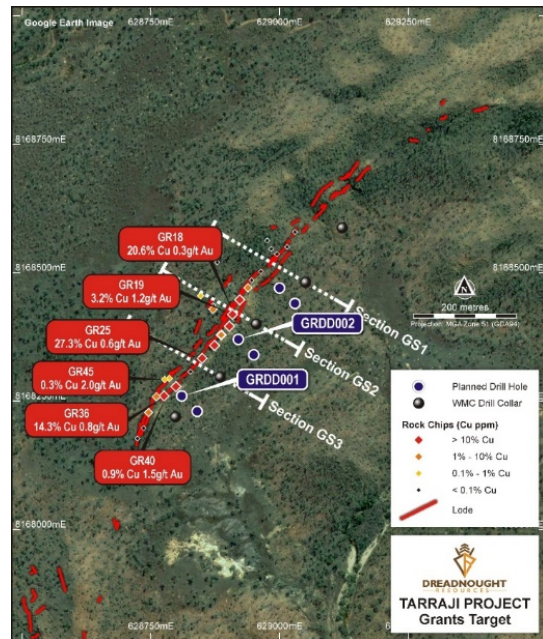 Google Earth Image
628750mE
629000mE
629250mE
8168750mE
8168750mE
GR18
20.6% Cu 0.3g/t Au
GR19
3.2% Cu 1.2g/t Au
8168500mE
8168500mE
GR25
27.3% Cu 0.6g/t Au
N
200 metres
Projection: MGA Zone 51 (GDA94)
Section GS1
GRDD002
Section GS2
GR45
0.3% Cu 2.0g/t Au
GRDD001
Section GS3
GR36
14.3% Cu 0.8g/t Au
GR40
0.9% Cu 1.5g/t Au
Planned Drill Hole
WMC Drill Collar
Rock Chips (Cu ppm)
> 10% Cu
1% - 10% Cu
0.1% - 1% Cu
< 0.1% Cu
Lode
8168000mE
DREADNOUGHT
RESOURCES
TARRAJI PROJECT
Grants Target
628750mE
629000mE